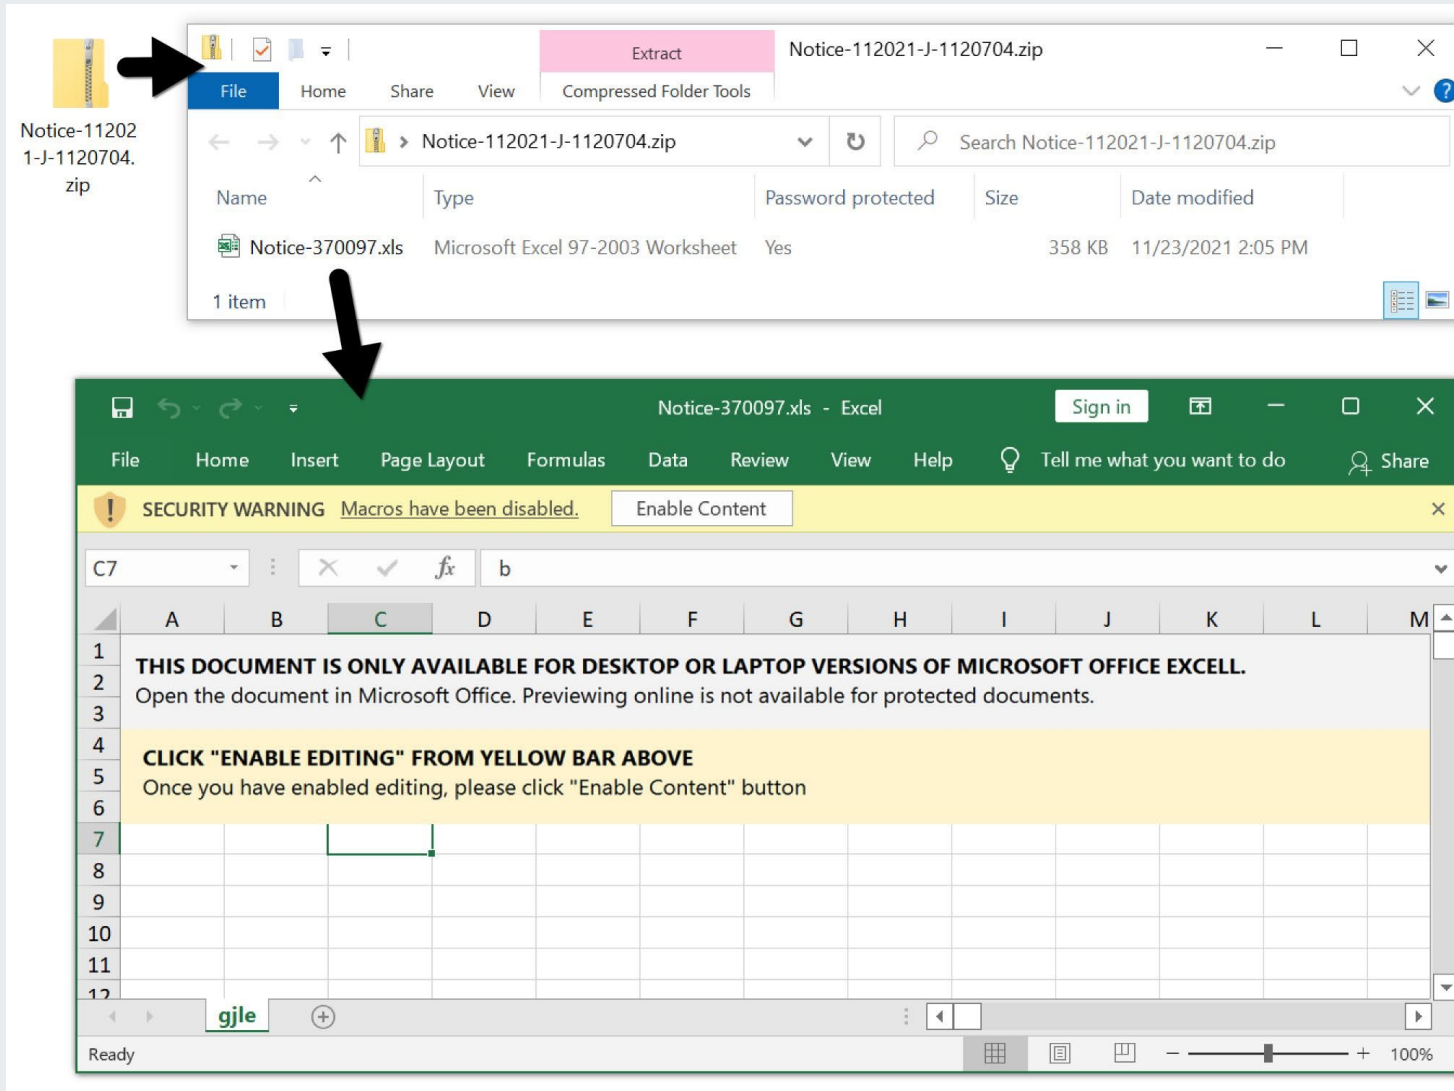 Notice-11202
1-J-1120704.
zip
Extract
Notice-112021-J-1120704.zip
File Home Share View Compressed Folder Tools
?
Notice-112021-J-1120704.zip
Search Notice-112021-J-1120704.zip
Name Type Password protected Size Date modified
Notice-370097.xls Microsoft Excel 97-2003 Worksheet Yes 358 KB 11/23/2021 2:05 PM
1 item
Notice-370097.xls - Excel
Sign in
File Home Insert Page Layout Formulas Data Review View Help Tell me what you want to do Share
! SECURITY WARNING Macros have been disabled. Enable Content
C7 fx b
A B C D E F G H I J K L M
1
THIS DOCUMENT IS ONLY AVAILABLE FOR DESKTOP OR LAPTOP VERSIONS OF MICROSOFT OFFICE EXCELL.
2
Open the document in Microsoft Office. Previewing online is not available for protected documents.
3
4
CLICK "ENABLE EDITING" FROM YELLOW BAR ABOVE
5
Once you have enabled editing, please click "Enable Content" button
6
7
8
9
10
11
12
gjle
Ready
100%